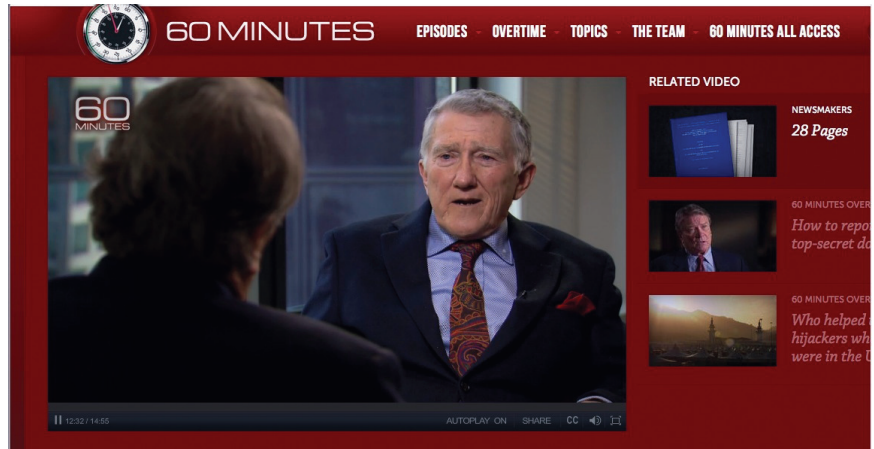 60 MINUTES
EPISODES - OVERTIME - TOPICS - THE TEAM - 60 MINUTES ALL ACCESS
60
MINUTES
12:32 / 14:55
AUTOPLAY ON SHARE CC
RELATED VIDEO
NEWSMAKERS
28 Pages
60 MINUTES OVER
How to repo
top-secret do
60 MINUTES OVER
Who helped
hijackers wh
were in the U